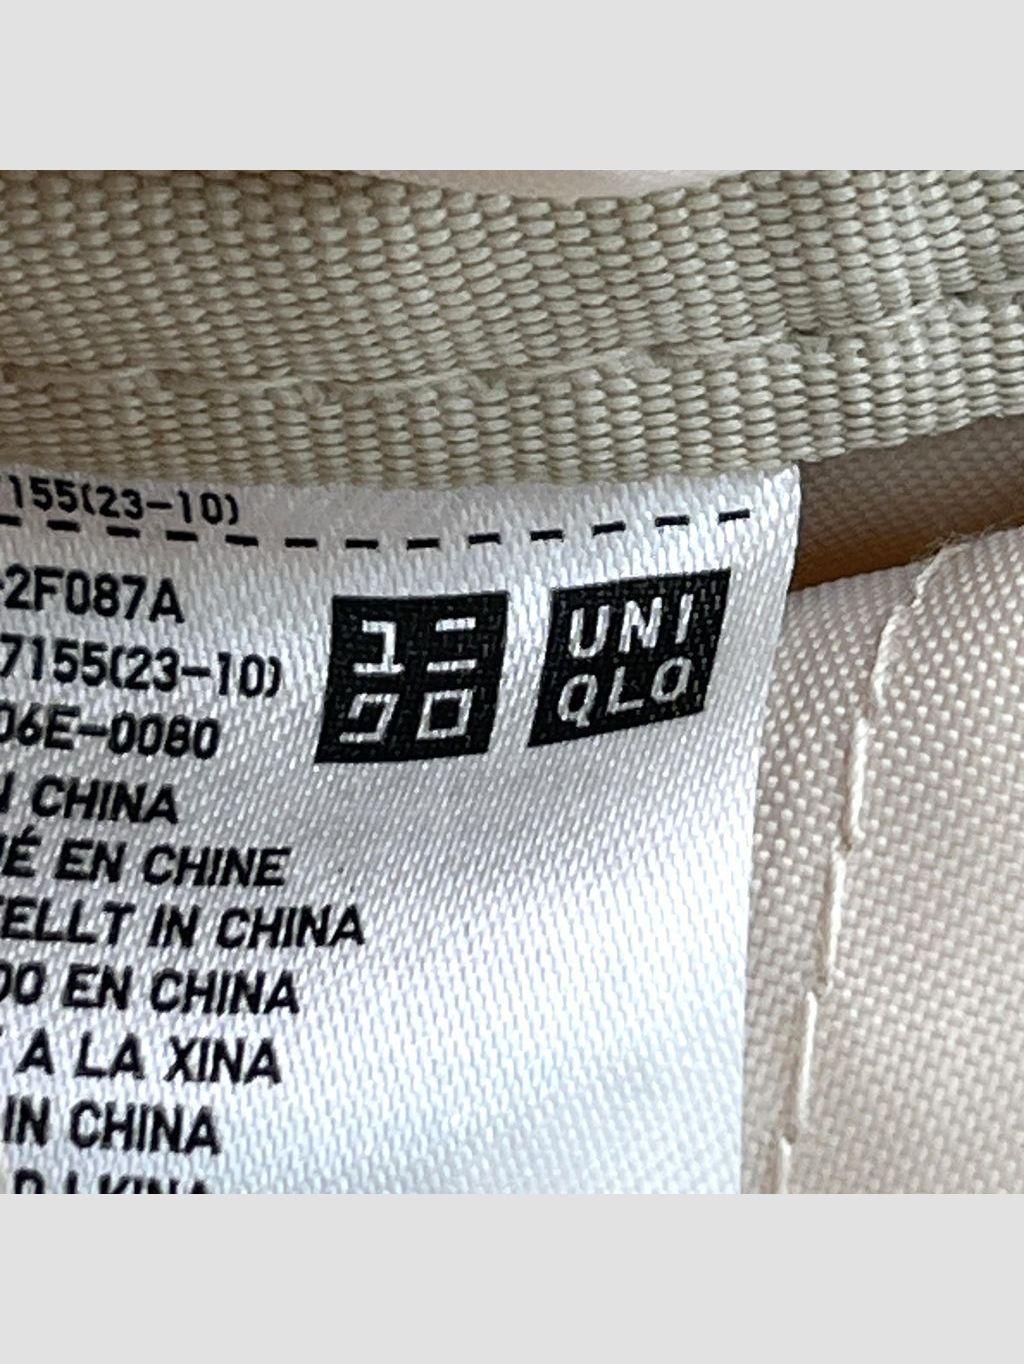 155(23-10)
-2F087A
7155(23-10)
06E-0080
ユニ
クロ
UNI
QLO
CHINA
É EN CHINE
ELLT IN CHINA
DO EN CHINA
A LA XINA
IN CHINA